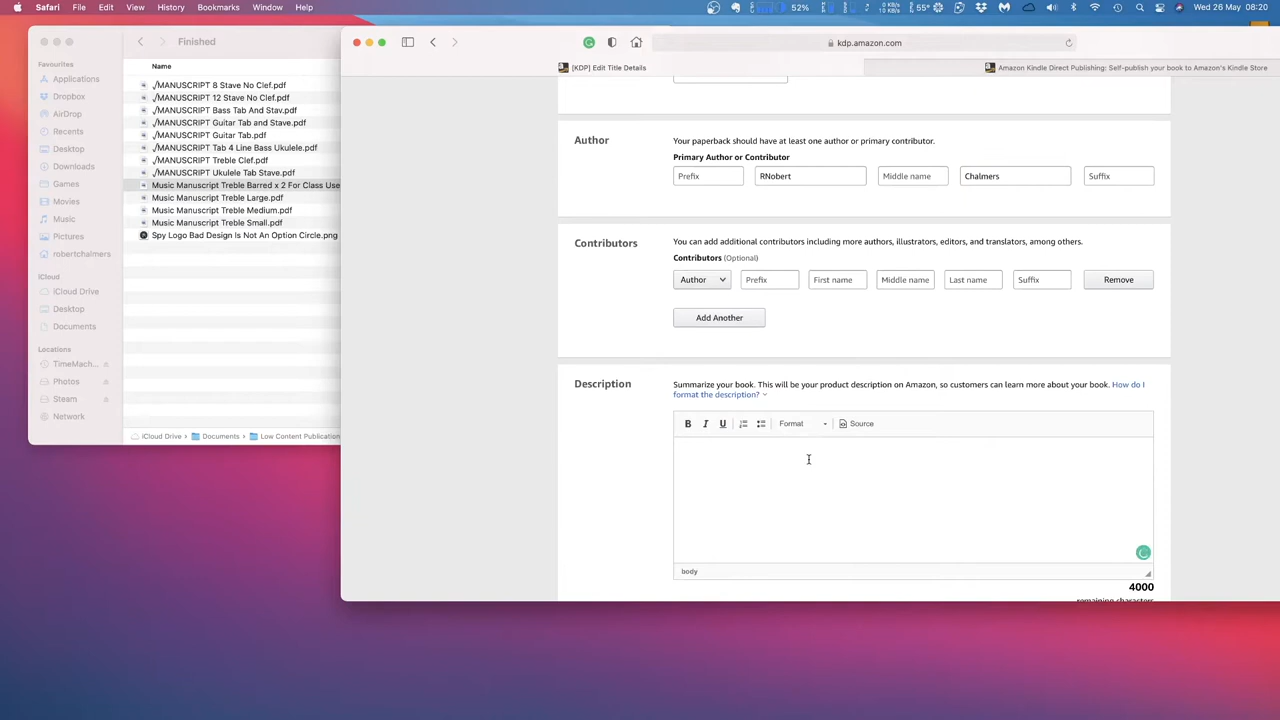 Safari File Edit View History Bookmarks Window Help 52% 55° Wed 26 May 08:20
Finished
Favourites
Applications
Dropbox
AirDrop
Recents
Desktop
Downloads
Games
Movies
Music
Pictures
robertchalmers
iCloud
iCloud Drive
Desktop
Documents
Locations
TimeMach...
Photos
Steam
Network
Name
√MANUSCRIPT 8 Stave No Clef.pdf
√MANUSCRIPT 12 Stave No Clef.pdf
√MANUSCRIPT Bass Tab And Stav.pdf
√MANUSCRIPT Guitar Tab and Stave.pdf
√MANUSCRIPT Guitar Tab.pdf
√MANUSCRIPT Tab 4 Line Bass Ukulele.pdf
√MANUSCRIPT Treble Clef.pdf
√MANUSCRIPT Ukulele Tab Stave.pdf
Music Manuscript Treble Barred x 2 For Class Use
Music Manuscript Treble Large.pdf
Music Manuscript Treble Medium.pdf
Music Manuscript Treble Small.pdf
Spy Logo Bad Design Is Not An Option Circle.png
iCloud Drive › Documents › Low Content Publication
kdp.amazon.com
[KDP] Edit Title Details
Amazon Kindle Direct Publishing: Self-publish your book to Amazon's Kindle Store
Author
Your paperback should have at least one author or primary contributor.
Primary Author or Contributor
Prefix RNobert Middle name Chalmers Suffix
Contributors
You can add additional contributors including more authors, illustrators, editors, and translators, among others.
Contributors (Optional)
Author Prefix First name Middle name Last name Suffix Remove
Add Another
Description
Summarize your book. This will be your product description on Amazon, so customers can learn more about your book. How do I
format the description?
B I U Format Source
body
4000
remaining characters